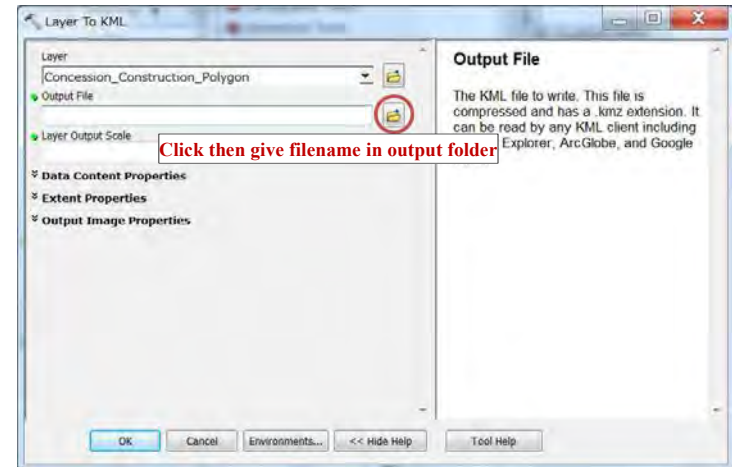 Layer To KML
Layer
Concession_Construction_Polygon
Output File
Layer Output Scale
Click then give filename in output folder
Data Content Properties
Extent Properties
Output Image Properties
Output File
The KML file to write. This file is
compressed and has a .kmz extension. It
can be read by any KML client including
Explorer, ArcGlobe, and Google
OK
Cancel
Environments...
<< Hide Help
Tool Help